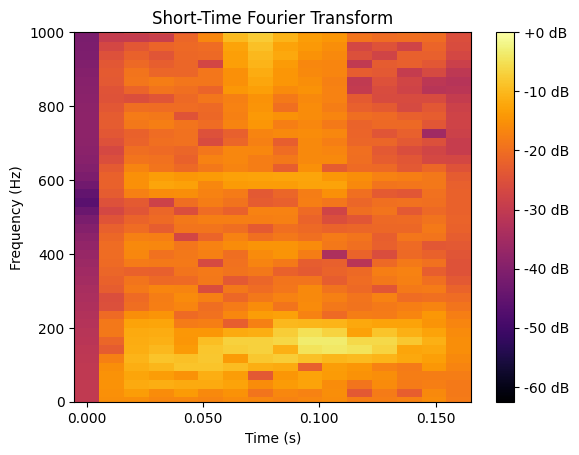 Short-Time Fourier Transform
Frequency (Hz)
1000
800
600
400
200
0
0.000
0.050
0.100
0.150
Time (s)
+0 dB
-10 dB
-20 dB
-30 dB
-40 dB
-50 dB
-60 dB